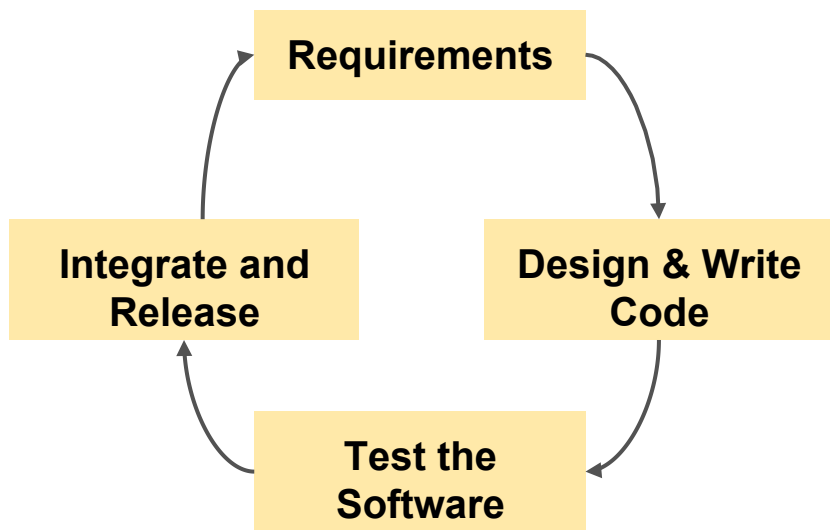 Requirements
Integrate and
Release
Design & Write
Code
Test the
Software